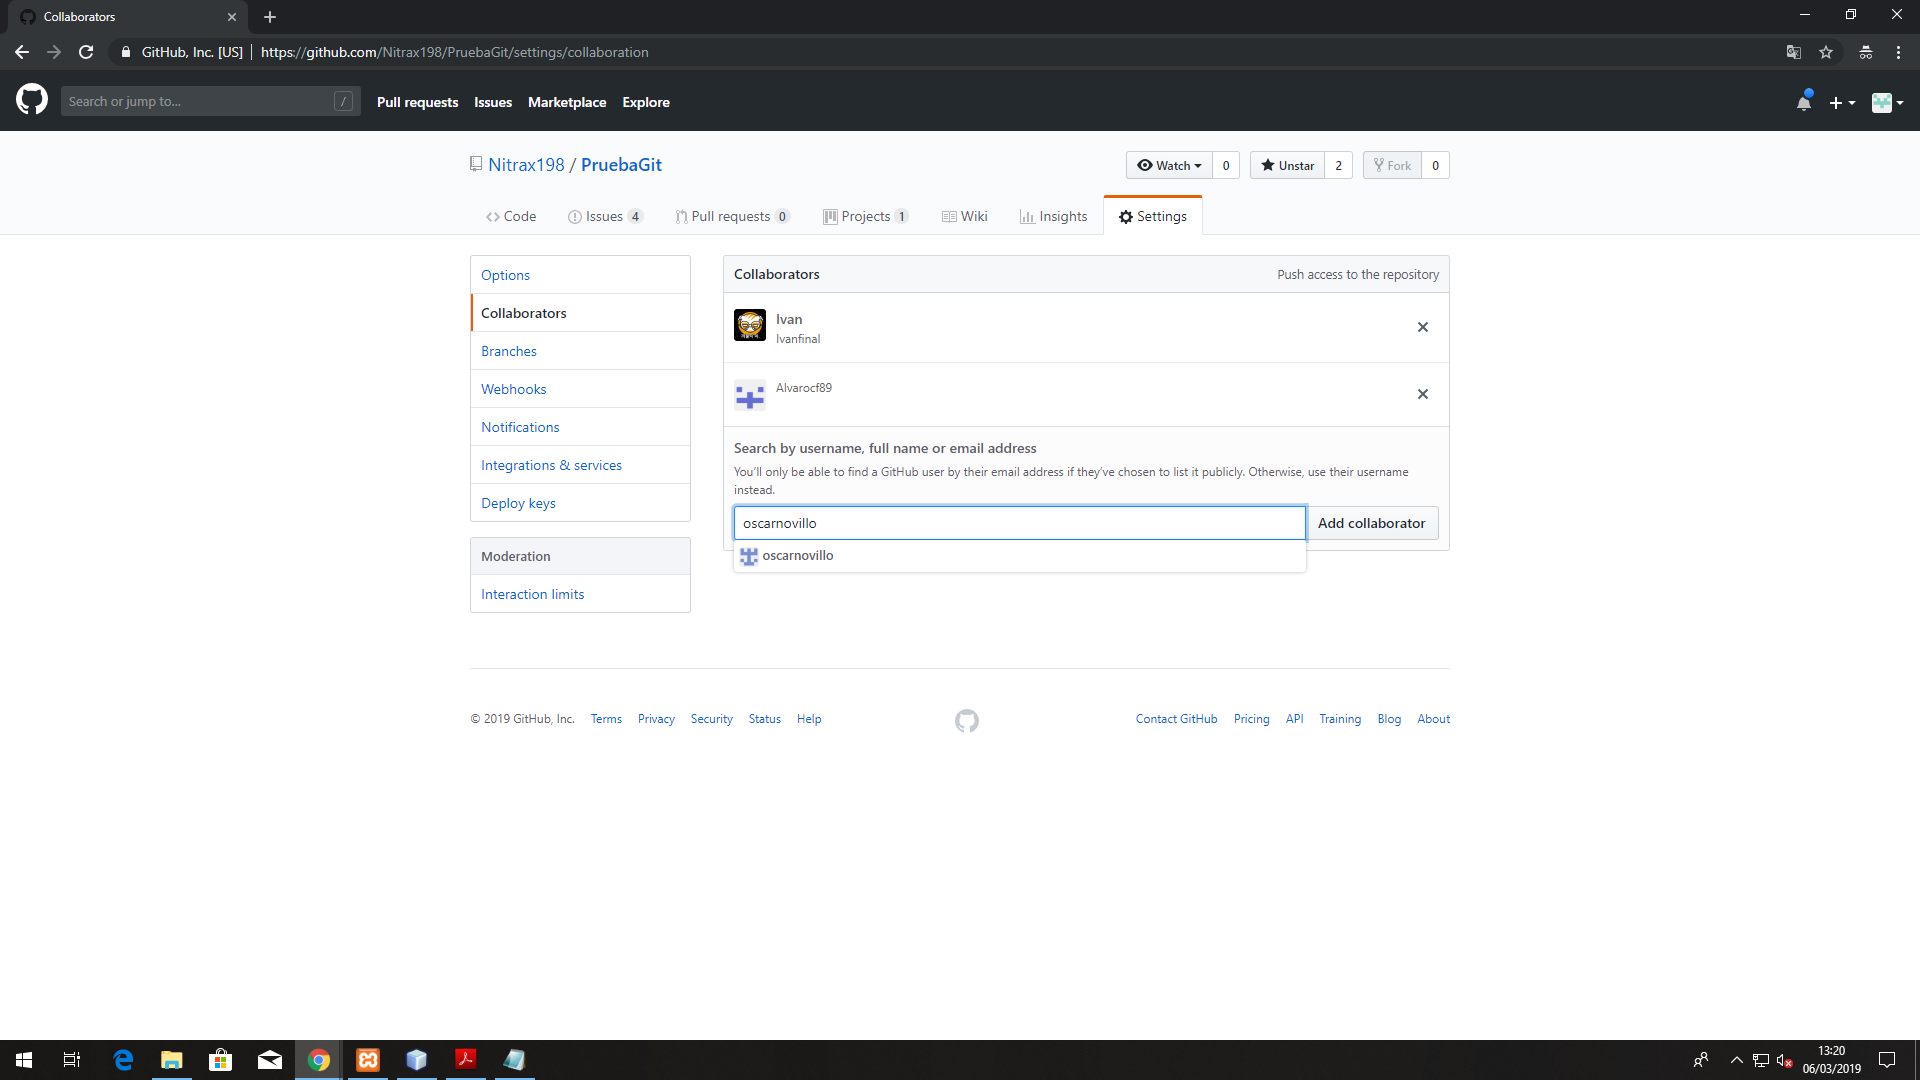 Collaborators
GitHub, Inc. [US] | https://github.com/Nitrax198/PruebaGit/settings/collaboration
Search or jump to... /
Pull requests Issues Marketplace Explore
Nitrax198 / PruebaGit
Watch 0 Unstar 2 Fork 0
Code Issues 4 Pull requests 0 Projects 1 Wiki Insights Settings
Options
Collaborators
Branches
Webhooks
Notifications
Integrations & services
Deploy keys
Moderation
Interaction limits
Collaborators Push access to the repository
Ivan
Ivanfinal
Alvarocf89
Search by username, full name or email address
You'll only be able to find a GitHub user by their email address if they've chosen to list it publicly. Otherwise, use their username
instead.
oscarnovillo Add collaborator
oscarnovillo
© 2019 GitHub, Inc. Terms Privacy Security Status Help
Contact GitHub Pricing API Training Blog About
13:20
06/03/2019